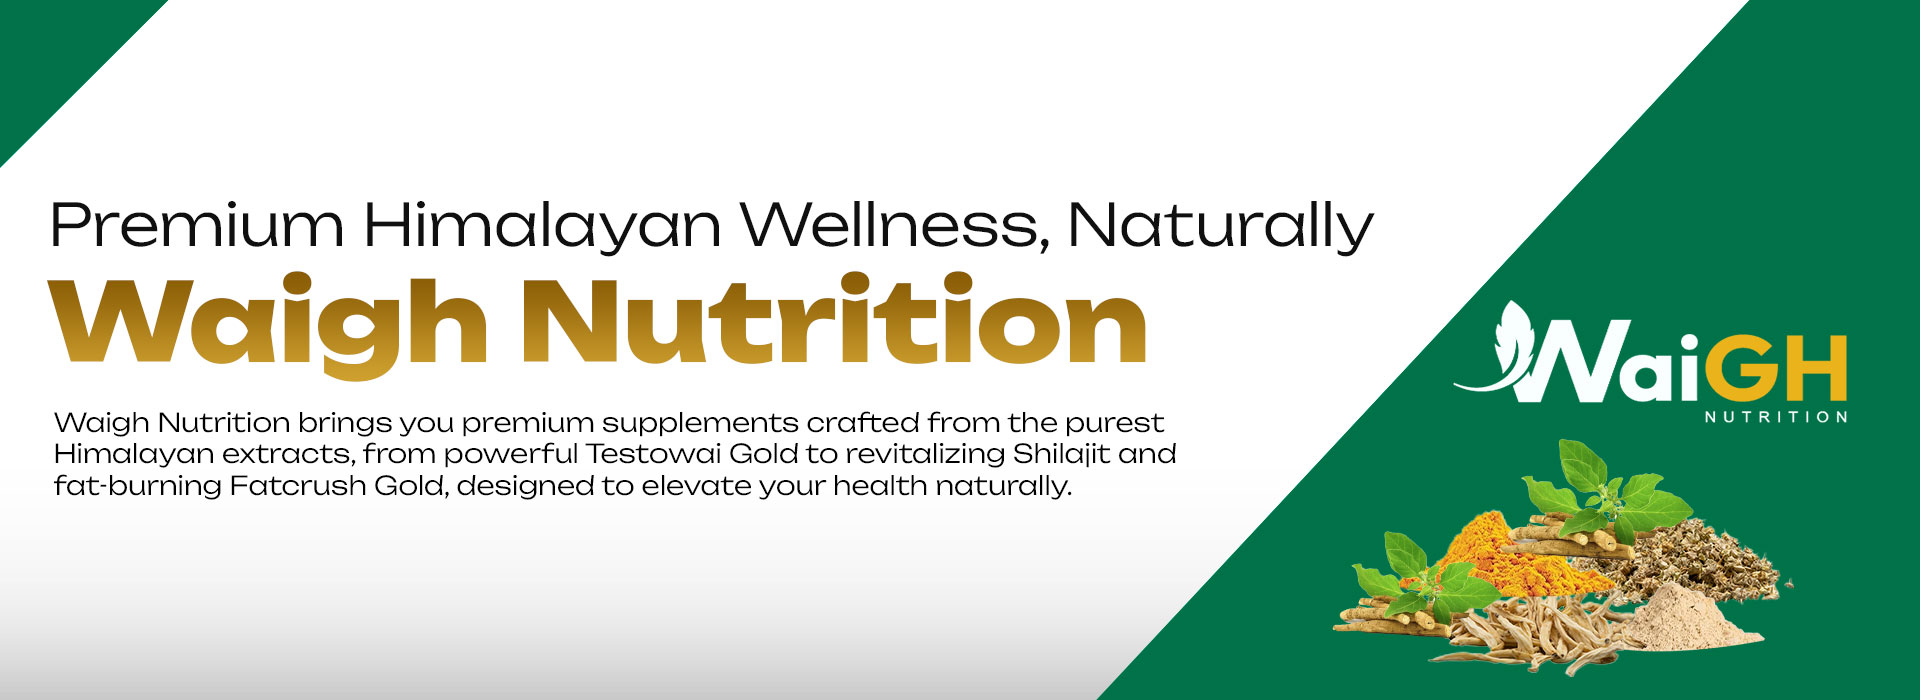 Premium Himalayan Wellness, Naturally
Waigh Nutrition
Waigh Nutrition brings you premium supplements crafted from the purest
Himalayan extracts, from powerful Testowai Gold to revitalizing Shilajit and
fat-burning Fatcrush Gold, designed to elevate your health naturally.
WaiGH
NUTRITION